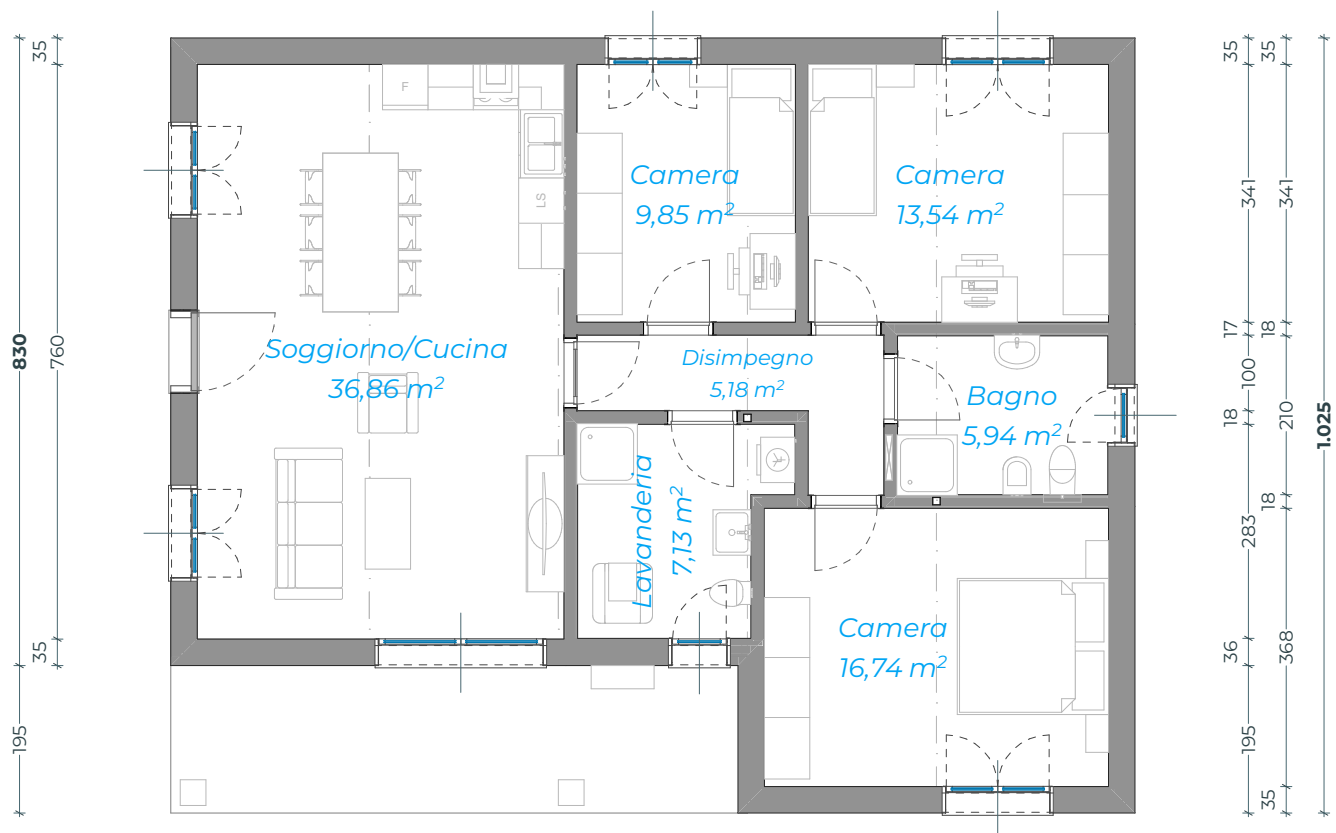 F
LS
Camera
9,85 m²
Camera
13,54 m²
Soggiorno/Cucina
36,86 m²
Disimpegno
5,18 m²
Bagno
5,94 m²
Lavanderia
7,13 m²
Camera
16,74 m²
830
195
35
760
35
35
341
17
100
18
283
36
195
35
341
18
210
18
368
35
1.025